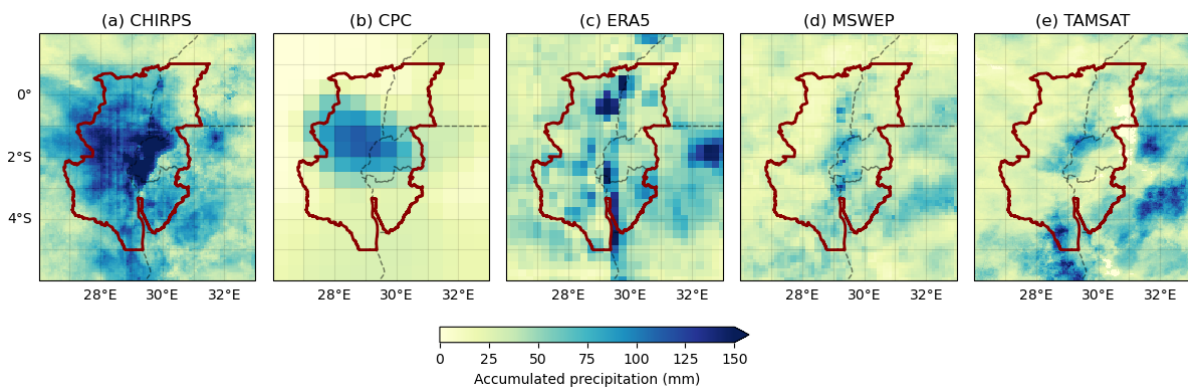 (a) CHIRPS (b) CPC (c) ERA5 (d) MSWEP (e) TAMSAT
0°
2°S
4°S
28°E 30°E 32°E 28°E 30°E 32°E 28°E 30°E 32°E 28°E 30°E 32°E 28°E 30°E 32°E
0 25 50 75 100 125 150
Accumulated precipitation (mm)